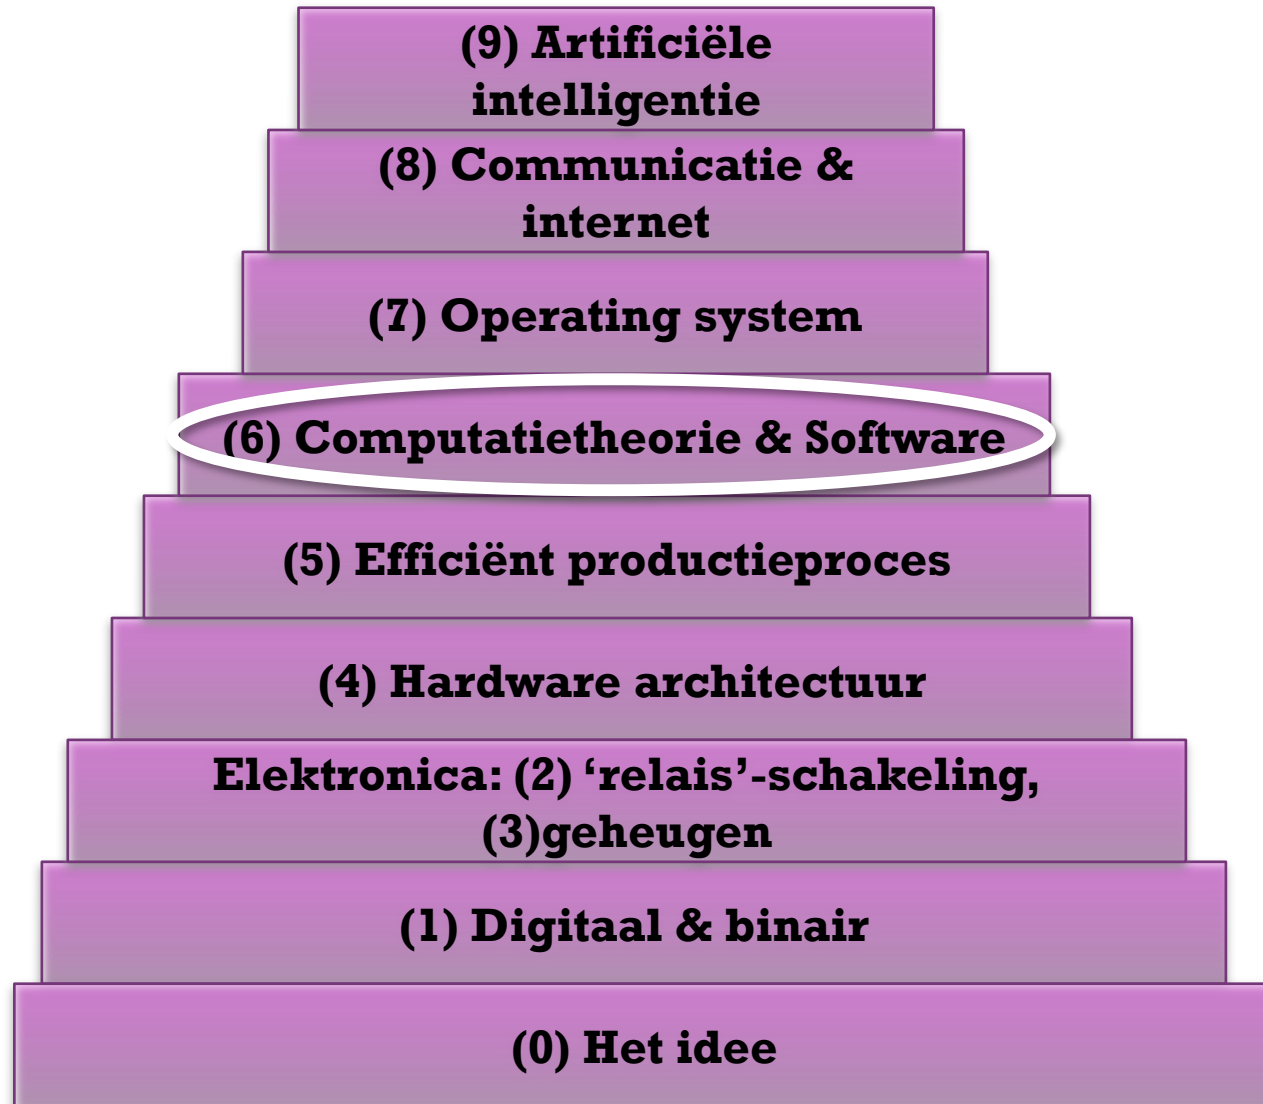 (9) Artificiële
intelligentie
(8) Communicatie &
internet
(7) Operating system
(6) Computatietheorie & Software
(5) Efficiënt productieproces
(4) Hardware architectuur
Elektronica: (2) ‘relais’-schakeling,
(3)geheugen
(1) Digitaal & binair
(0) Het idee